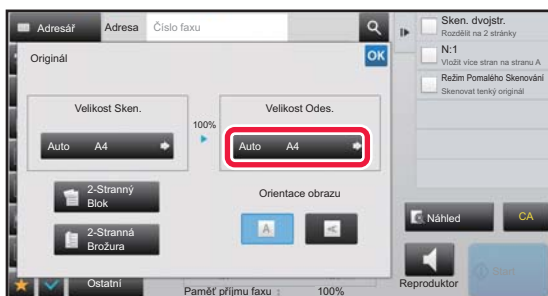 Adresář
Adresa
Číslo faxu
Originál
OK
Velikost Sken.
100%
Velikost Odes.
Auto A4
Auto A4
2-Stranný
Blok
2-Stranná
Brožura
Orientace obrazu
A
A
Ostatní
Paměť příjmu faxu : 100%
Sken. dvojstr.
Rozdělit na 2 stránky
N:1
Vložit více stran na stranu A
Režim Pomalého Skenování
Skenovat tenký originál
Náhled
CA
Reproduktor
Start